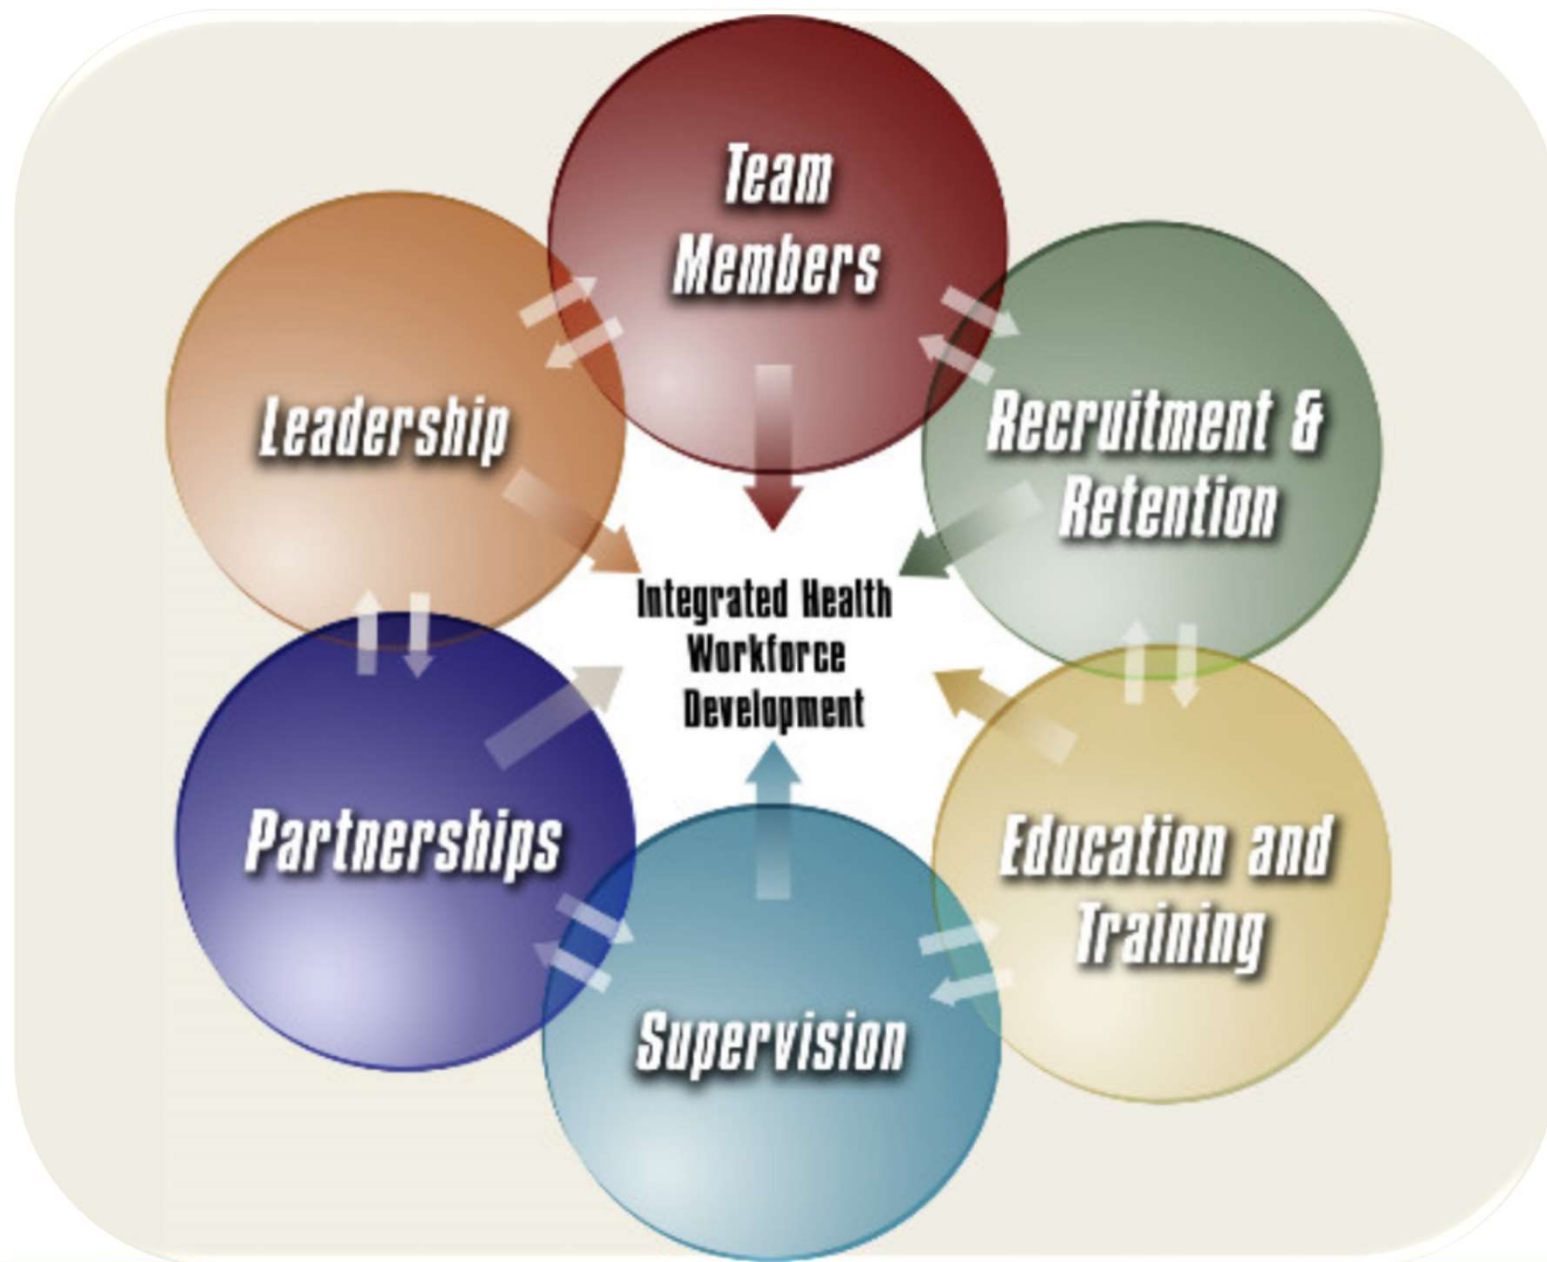 Team
Members
Leadership
Recruitment &
Retention
Integrated Health
Workforce
Development
Partnerships
Education and
Training
Supervision